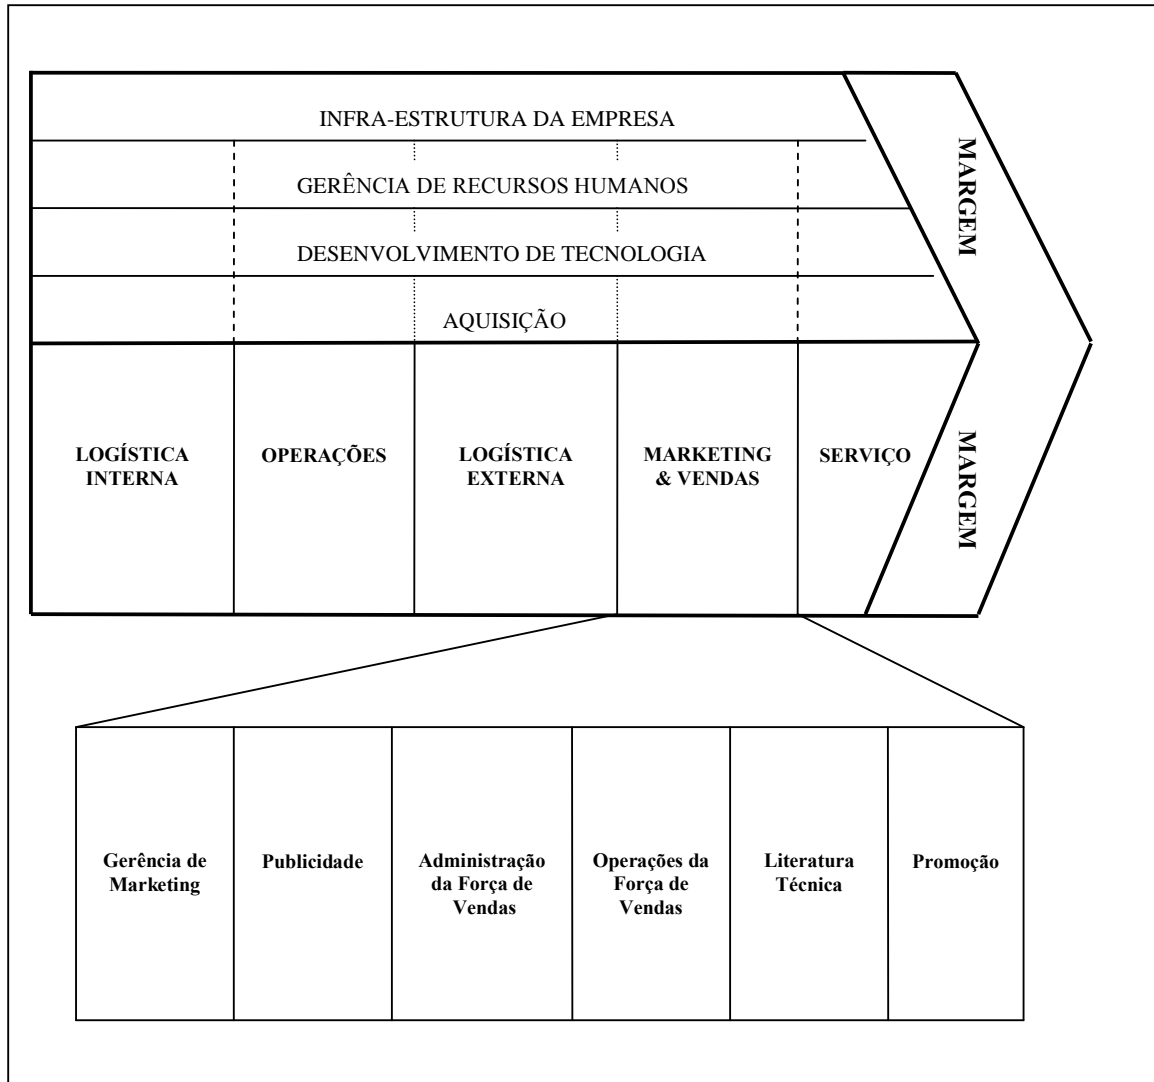 INFRA-ESTRUTURA DA EMPRESA
GERÊNCIA DE RECURSOS HUMANOS
DESENVOLVIMENTO DE TECNOLOGIA
AQUISIÇÃO
MARGEM
LOGÍSTICA
INTERNA
OPERAÇÕES
LOGÍSTICA
EXTERNA
MARKETING
& VENDAS
SERVIÇO
MARGEM
Gerência de
Marketing
Publicidade
Administração
da Força de
Vendas
Operações da
Força de
Vendas
Literatura
Técnica
Promoção